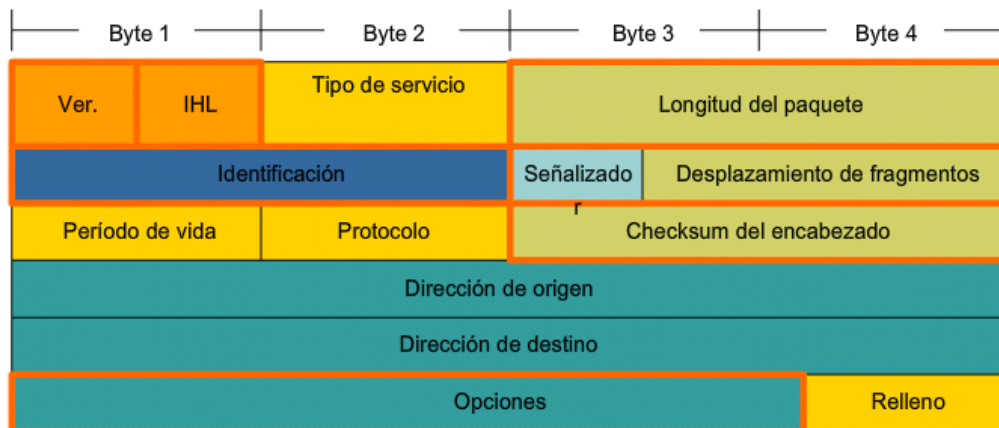 Byte 1 Byte 2 Byte 3 Byte 4
Ver. IHL Tipo de servicio Longitud del paquete
Identificación Señalizado
r Desplazamiento de fragmentos
Período de vida Protocolo Checksum del encabezado
Dirección de origen
Dirección de destino
Opciones Relleno